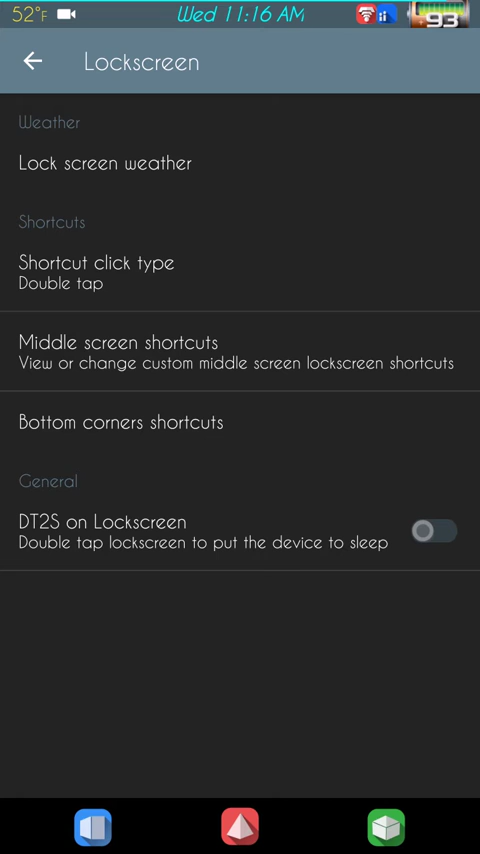 52°F
Wed 11:16 AM
93
Lockscreen
Weather
Lock screen weather
Shortcuts
Shortcut click type
Double tap
Middle screen shortcuts
View or change custom middle screen lockscreen shortcuts
Bottom corners shortcuts
General
DT2S on Lockscreen
Double tap lockscreen to put the device to sleep